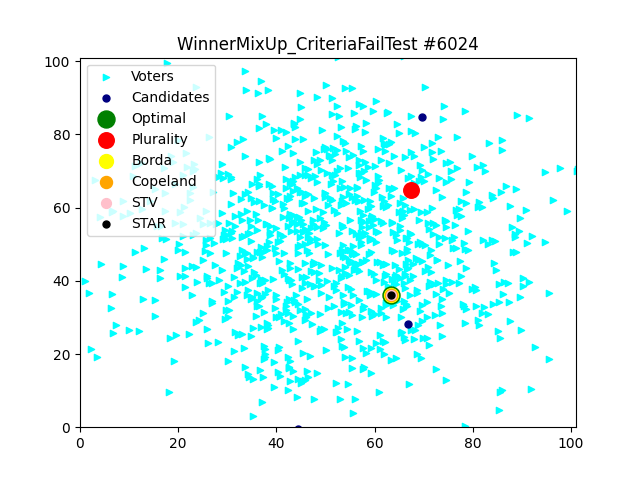 WinnerMixUp_CriteriaFailTest #6024
100
80
60
40
20
0
Voters
Candidates
Optimal
Plurality
Borda
Copeland
STV
STAR
0 20 40 60 80 100